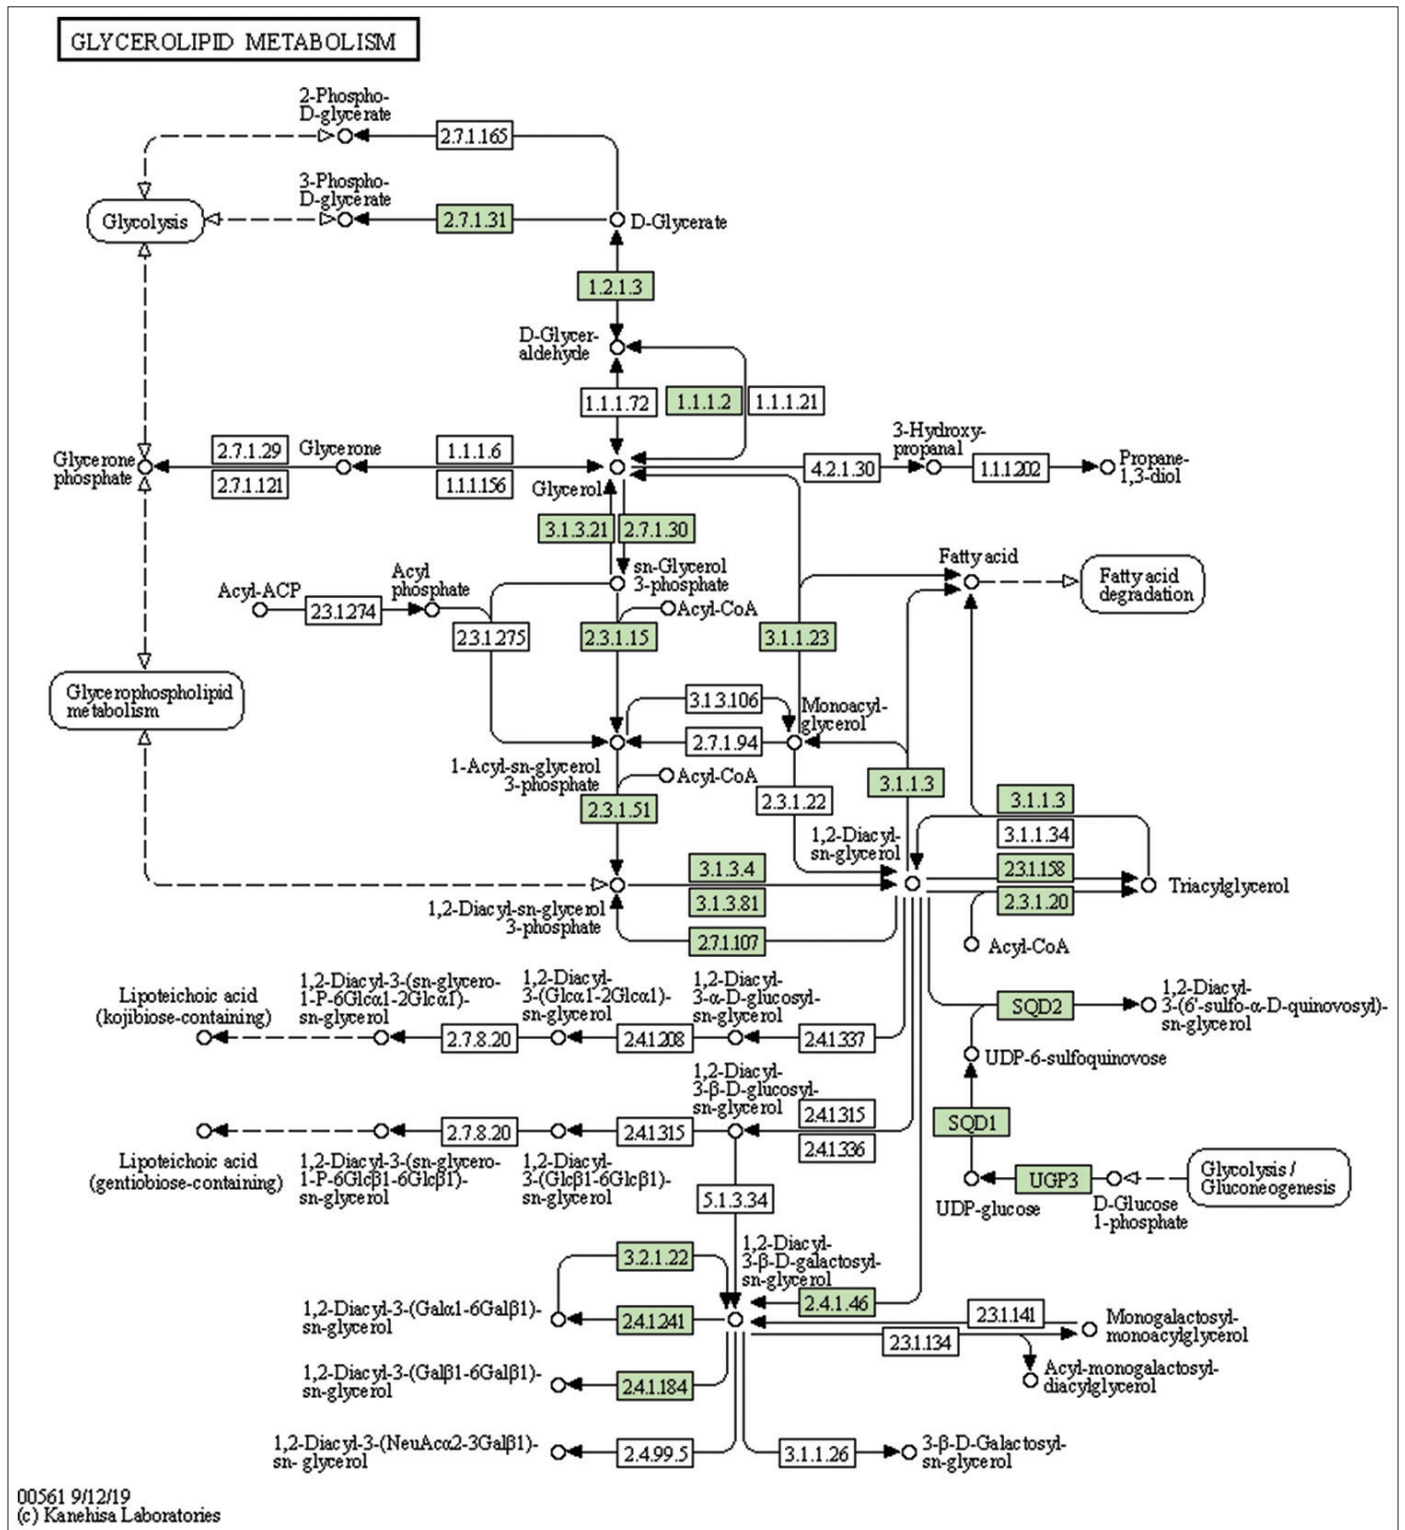 GLYCEROLIPID METABOLISM
2-Phospho-
D-glycerate
2.7.1.165
3-Phospho-
D-glycerate
Glycolysis
2.7.1.31
D-Glycerate
1.2.1.3
D-Glycer-
aldehyde
1.1.1.72
1.1.1.2
1.1.1.21
Glycerone
phosphate
2.7.1.29
2.7.1.121
Glycerone
1.1.1.6
1.1.1.156
Glycerol
4.2.1.30
3-Hydroxy-
propanal
1.1.1.202
Propane-
1,3-diol
3.1.3.21
2.7.1.30
sn-Glycerol
3-phosphate
Fatty acid
Fatty acid
degradation
Acyl-ACP
2.3.1.274
Acyl
phosphate
2.3.1.275
Acyl-CoA
2.3.1.15
3.1.1.23
Glycerophospholipid
metabolism
3.1.3.106
Monoacyl-
glycerol
2.7.1.94
1-Acyl-sn-glycerol
3-phosphate
Acyl-CoA
2.3.1.51
2.3.1.22
3.1.1.3
3.1.1.3
3.1.1.34
1,2-Diacyl-
sn-glycerol
3.1.3.4
3.1.3.81
2.7.1.107
2.3.1.158
2.3.1.20
Triacylglycerol
Acyl-CoA
1,2-Diacyl-sn-glycerol
3-phosphate
Lipoteichoic acid
(kojibiose-containing)
1,2-Diacyl-3-(sn-glycero-
1-P-6Glcα1-2Glcα1)-
sn-glycerol
2.7.8.20
1,2-Diacyl-
3-(Glcα1-2Glcα1)-
sn-glycerol
2.4.1.208
1,2-Diacyl-
3-α-D-glucosyl-
sn-glycerol
2.4.1.337
SQD2
1,2-Diacyl-
3-(6'-sulfo-α-D-quinovosyl)-
sn-glycerol
UDP-6-sulfoquinovose
SQD1
Lipoteichoic acid
(gentiobiose-containing)
1,2-Diacyl-3-(sn-glycero-
1-P-6Glcβ1-6Glcβ1)-
sn-glycerol
2.7.8.20
1,2-Diacyl-
3-(Glcβ1-6Glcβ1)-
sn-glycerol
2.4.1.315
1,2-Diacyl-
3-β-D-glucosyl-
sn-glycerol
2.4.1.315
2.4.1.336
5.1.3.34
UDP-glucose
UGP3
D-Glucose
1-phosphate
Glycolysis /
Gluconeogenesis
3.2.1.22
1,2-Diacyl-
3-β-D-galactosyl-
sn-glycerol
2.4.1.46
1,2-Diacyl-3-(Galα1-6Galβ1)-
sn-glycerol
2.4.1.241
2.3.1.141
2.3.1.134
Monogalactosyl-
monoacylglycerol
Acyl-monogalactosyl-
diacylglycerol
1,2-Diacyl-3-(Galβ1-6Galβ1)-
sn-glycerol
2.4.1.184
1,2-Diacyl-3-(NeuAcα2-3Galβ1)-
sn- glycerol
2.4.99.5
3.1.1.26
3-β-D-Galactosyl-
sn-glycerol
00561 9/12/19
(c) Kanehisa Laboratories